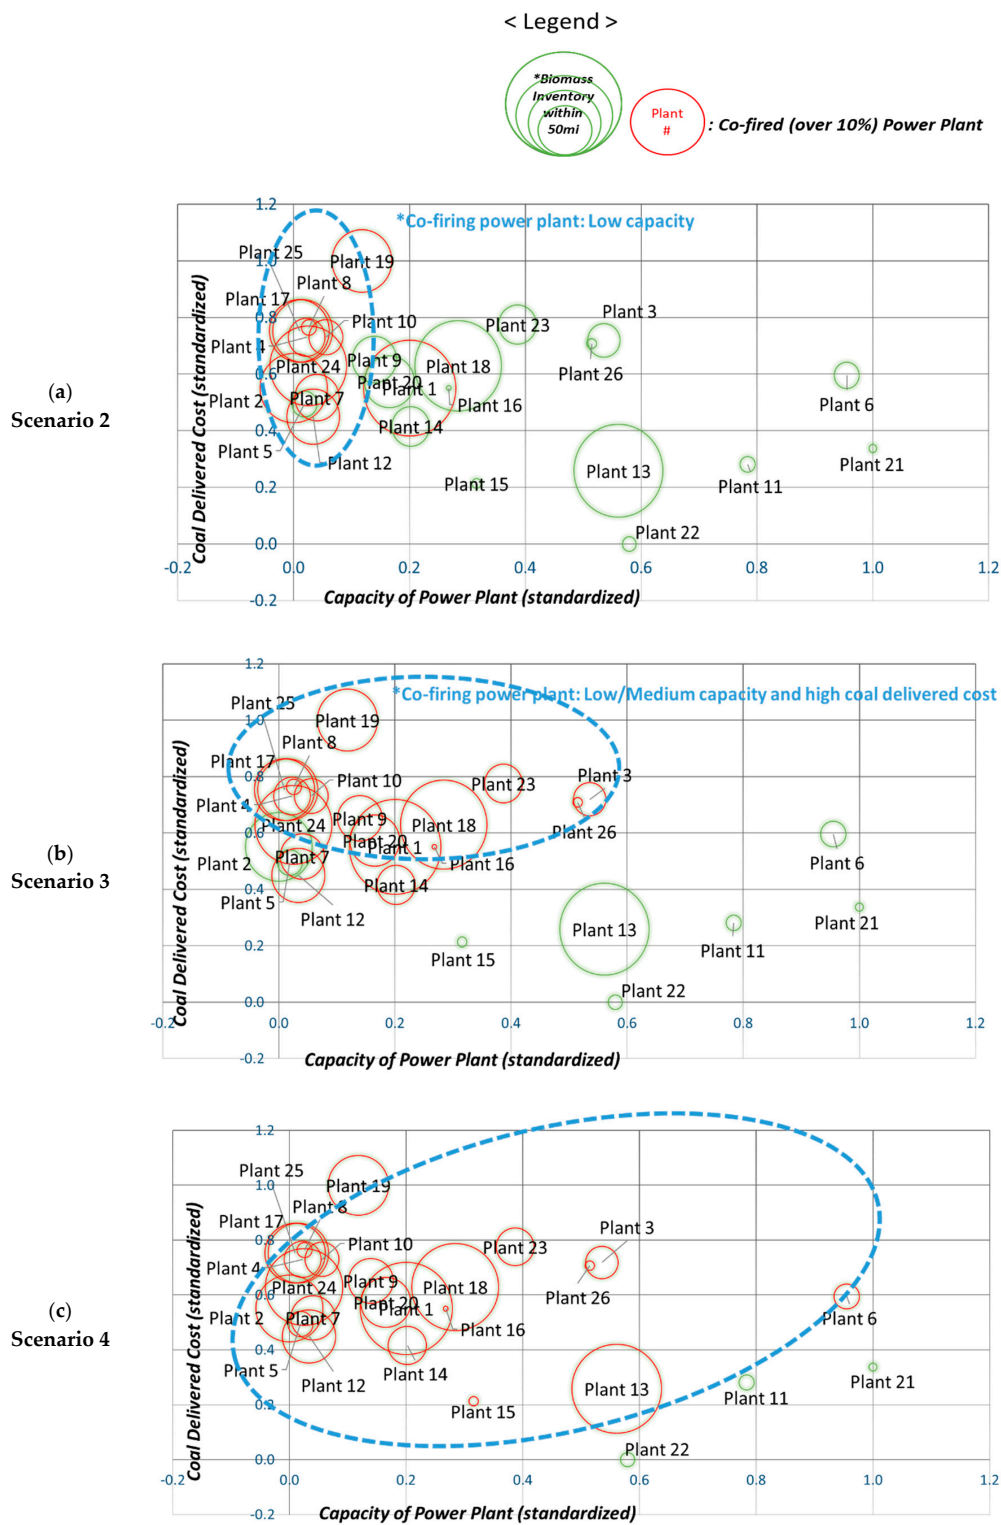 < Legend >
*Biomass
Inventory
within
50mi
Plant
#
: Co-fired (over 10%) Power Plant
(a)
Scenario 2
Coal Delivered Cost (standardized)
1.2
1.0
0.8
0.6
0.4
0.2
0.0
-0.2
*Co-firing power plant: Low capacity
Plant 25
Plant 19
Plant 8
Plant 17
Plant 10
Plant 23
Plant 3
Plant 4
Plant 9
Plant 18
Plant 26
Plant 24
Plant 20
Plant 1
Plant 2
Plant 7
Plant 16
Plant 6
Plant 14
Plant 5
Plant 12
Plant 15
Plant 13
Plant 11
Plant 21
Plant 22
-0.2
0.0
0.2
0.4
0.6
0.8
1.0
1.2
Capacity of Power Plant (standardized)
(b)
Scenario 3
Coal Delivered Cost (standardized)
1.2
1.0
0.8
0.6
0.4
0.2
0.0
-0.2
*Co-firing power plant: Low/Medium capacity and high coal delivered cost
Plant 25
Plant 19
Plant 8
Plant 17
Plant 10
Plant 23
Plant 3
Plant 4
Plant 9
Plant 18
Plant 26
Plant 24
Plant 20
Plant 1
Plant 2
Plant 7
Plant 16
Plant 6
Plant 14
Plant 5
Plant 12
Plant 15
Plant 13
Plant 11
Plant 21
Plant 22
-0.2
0.0
0.2
0.4
0.6
0.8
1.0
1.2
Capacity of Power Plant (standardized)
(c)
Scenario 4
Coal Delivered Cost (standardized)
1.2
1.0
0.8
0.6
0.4
0.2
0.0
-0.2
Plant 25
Plant 19
Plant 8
Plant 17
Plant 10
Plant 23
Plant 3
Plant 4
Plant 9
Plant 18
Plant 26
Plant 24
Plant 20
Plant 1
Plant 2
Plant 7
Plant 16
Plant 6
Plant 14
Plant 5
Plant 12
Plant 15
Plant 13
Plant 11
Plant 21
Plant 22
-0.2
0.0
0.2
0.4
0.6
0.8
1.0
1.2
Capacity of Power Plant (standardized)